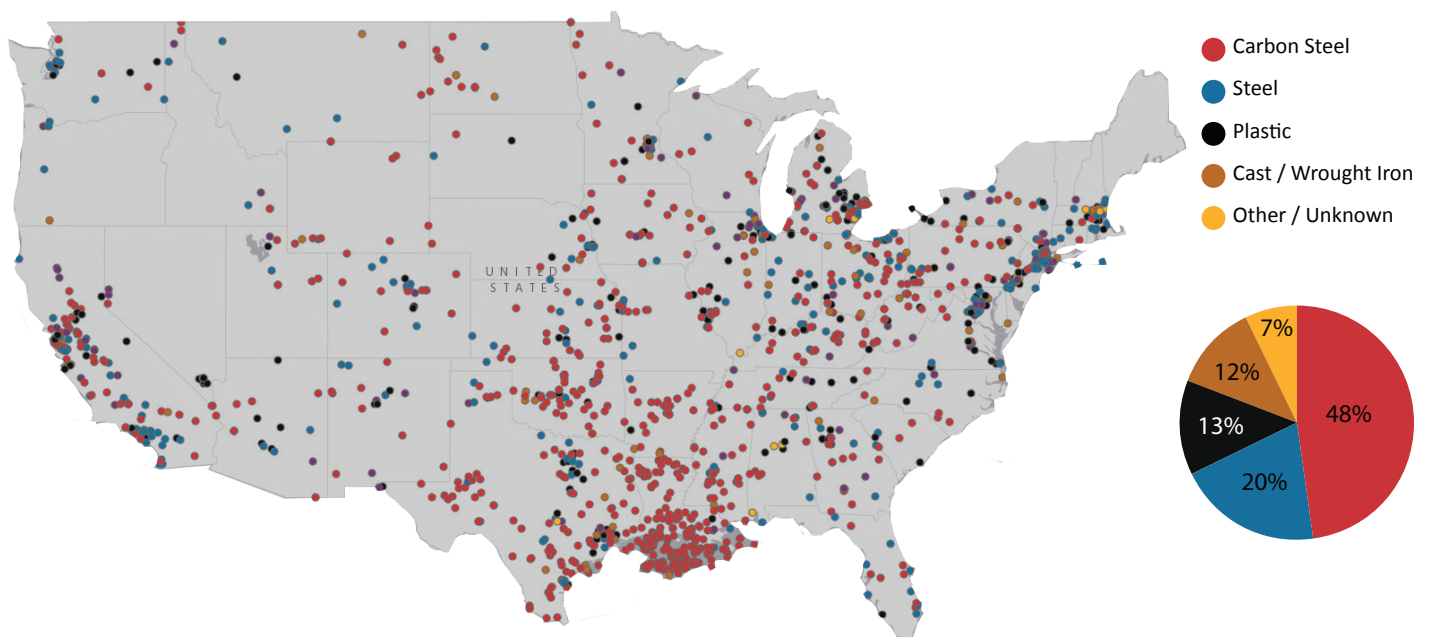 Carbon Steel
Steel
Plastic
Cast / Wrought Iron
Other / Unknown
UNITED
STATES
7%
12%
48%
13%
20%